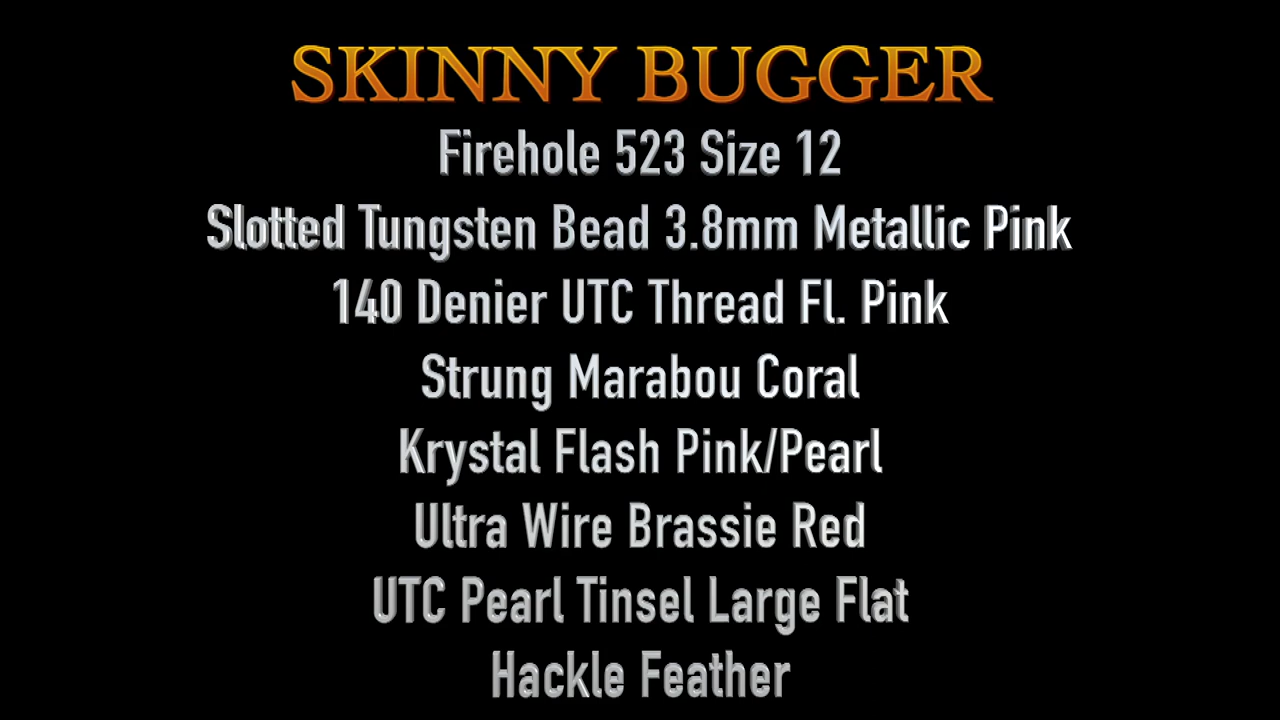 SKINNY BUGGER
Firehole 523 Size 12
Slotted Tungsten Bead 3.8mm Metallic Pink
140 Denier UTC Thread Fl. Pink
Strung Marabou Coral
Krystal Flash Pink/Pearl
Ultra Wire Brassie Red
UTC Pearl Tinsel Large Flat
Hackle Feather